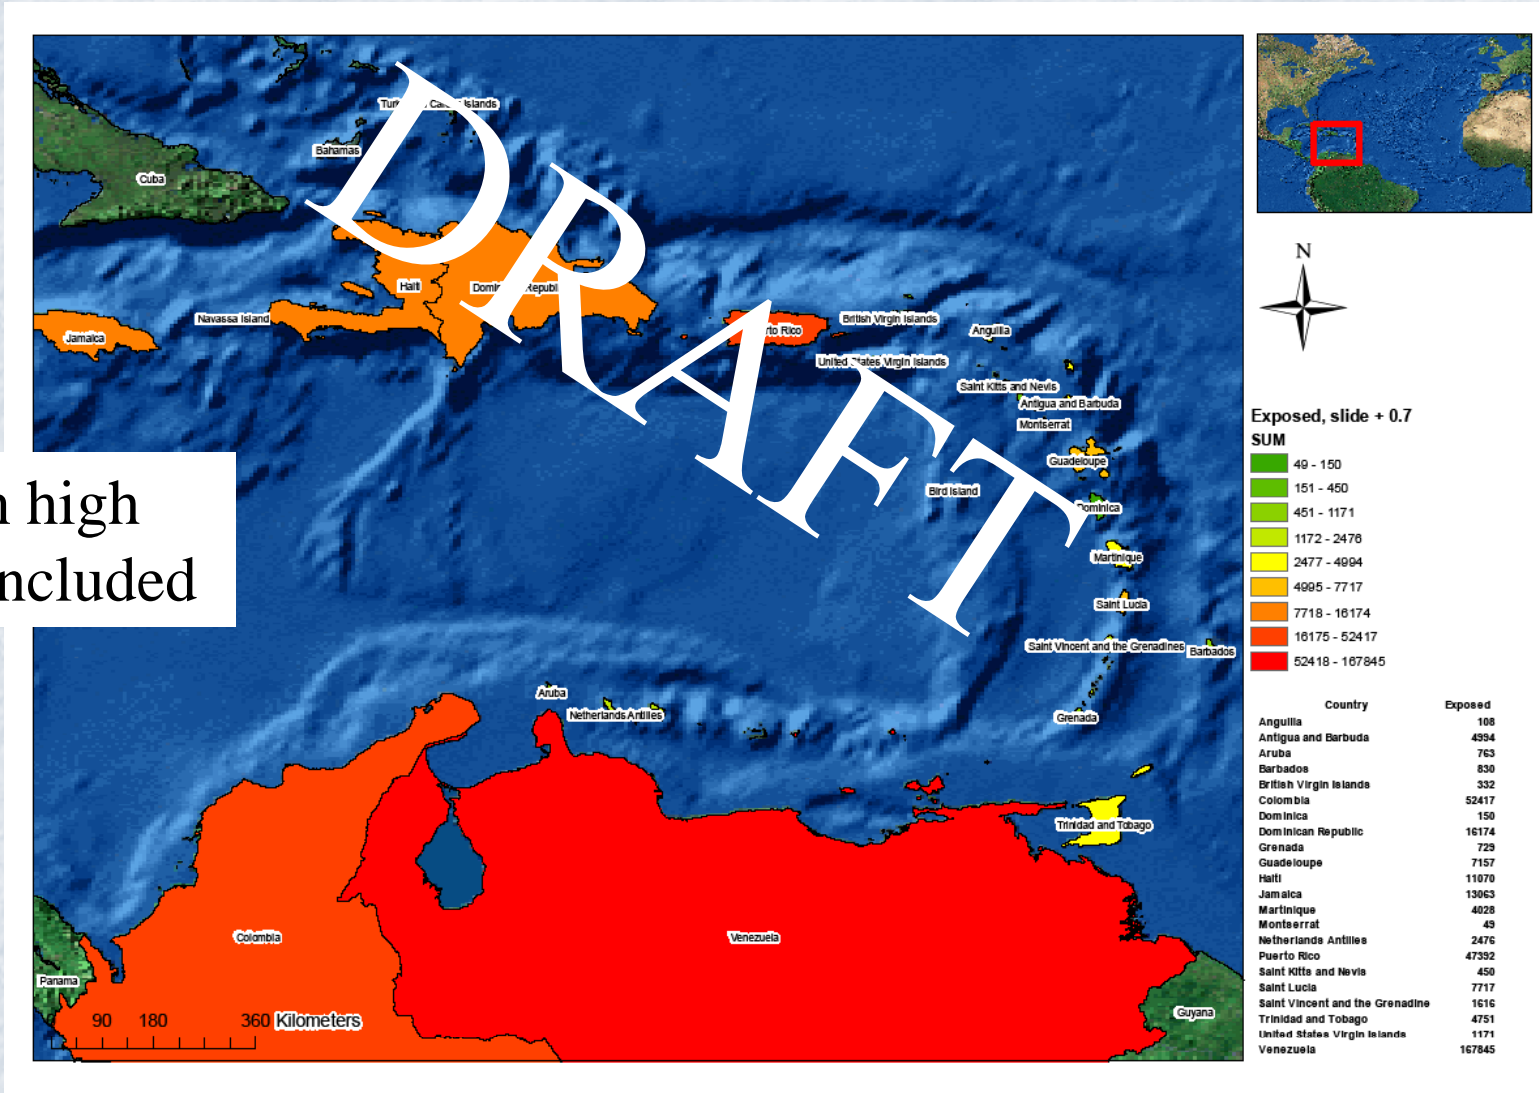 Turks Caicos Islands
Bahamas
Cuba
Haiti
Navassa Island
Jamaica
British Virgin Islands
Anguilla
United States Virgin Islands
Saint Kitts and Nevis
Antigua and Barbuda
Montserrat
Guadeloupe
Bird Island
Dominica
Martinique
Saint Lucia
Saint Vincent and the Grenadines
Barbados
Aruba
Netherlands Antilles
Grenada
Trinidad and Tobago
Colombia
Venezuela
Panama
Guyana
DRAFT
high
ncluded
0 90 180 360 Kilometers
N
Exposed, slide + 0.7
SUM
49 - 150
151 - 450
451 - 1171
1172 - 2476
2477 - 4994
4995 - 7717
7718 - 16174
16175 - 52417
52418 - 167845
Country Exposed
Anguilla 108
Antigua and Barbuda 4994
Aruba 763
Barbados 830
British Virgin Islands 332
Colombia 52417
Dominica 150
Dominican Republic 16174
Grenada 729
Guadeloupe 7157
Haiti 11070
Jamaica 13063
Martinique 4028
Montserrat 49
Netherlands Antilles 2476
Puerto Rico 47392
Saint Kitts and Nevis 450
Saint Lucia 7717
Saint Vincent and the Grenadine 1616
Trinidad and Tobago 4751
United States Virgin Islands 1171
Venezuela 167845